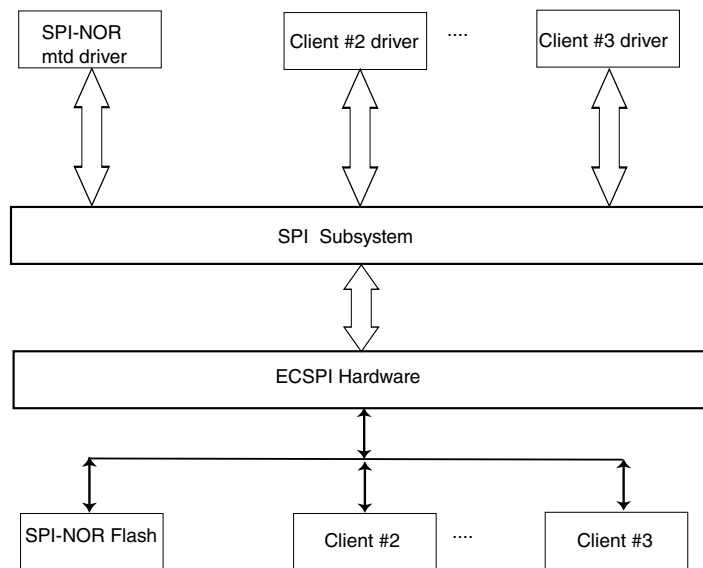 SPI-NOR
mtd driver
Client #2 driver
....
Client #3 driver
SPI Subsystem
ECSPI Hardware
SPI-NOR Flash
Client #2
....
Client #3